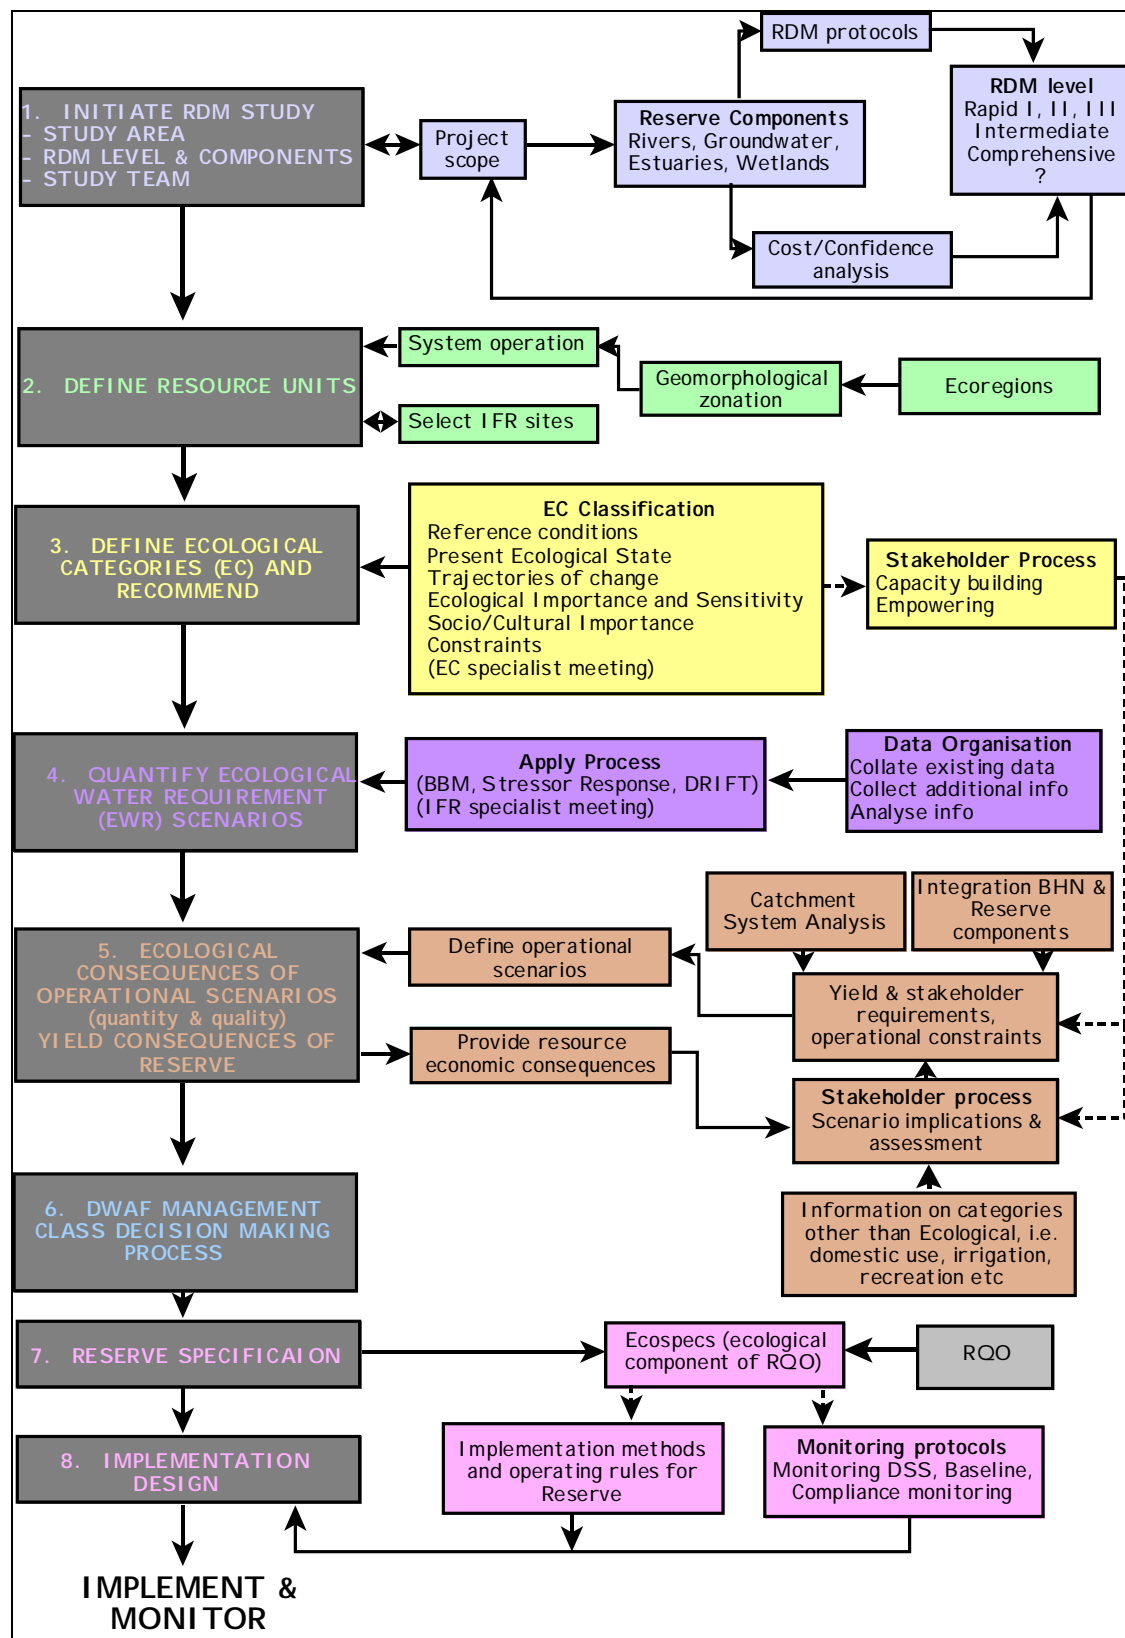 1. INITIATE RDM STUDY
- STUDY AREA
- RDM LEVEL & COMPONENTS
- STUDY TEAM
Project
scope
Reserve Components
Rivers, Groundwater,
Estuaries, Wetlands
RDM protocols
RDM level
Rapid I, II, III
Intermediate
Comprehensive
?
Cost/Confidence
analysis
2. DEFINE RESOURCE UNITS
System operation
Select IFR sites
Geomorphological
zonation
Ecoregions
3. DEFINE ECOLOGICAL
CATEGORIES (EC) AND
RECOMMEND
EC Classification
Reference conditions
Present Ecological State
Trajectories of change
Ecological Importance and Sensitivity
Socio/Cultural Importance
Constraints
(EC specialist meeting)
Stakeholder Process
Capacity building
Empowering
4. QUANTIFY ECOLOGICAL
WATER REQUIREMENT
(EWR) SCENARIOS
Apply Process
(BBM, Stressor Response, DRIFT)
(IFR specialist meeting)
Data Organisation
Collate existing data
Collect additional info
Analyse info
5. ECOLOGICAL
CONSEQUENCES OF
OPERATIONAL SCENARIOS
(quantity & quality)
YIELD CONSEQUENCES OF
RESERVE
Define operational
scenarios
Provide resource
economic consequences
Catchment
System Analysis
Integration BHN &
Reserve
components
Yield & stakeholder
requirements,
operational constraints
Stakeholder process
Scenario implications &
assessment
Information on categories
other than Ecological, i.e.
domestic use, irrigation,
recreation etc
6. DWAF MANAGEMENT
CLASS DECISION MAKING
PROCESS
7. RESERVE SPECIFICAION
Ecospecs (ecological
component of RQO)
RQO
8. IMPLEMENTATION
DESIGN
Implementation methods
and operating rules for
Reserve
Monitoring protocols
Monitoring DSS, Baseline,
Compliance monitoring
IMPLEMENT &
MONITOR